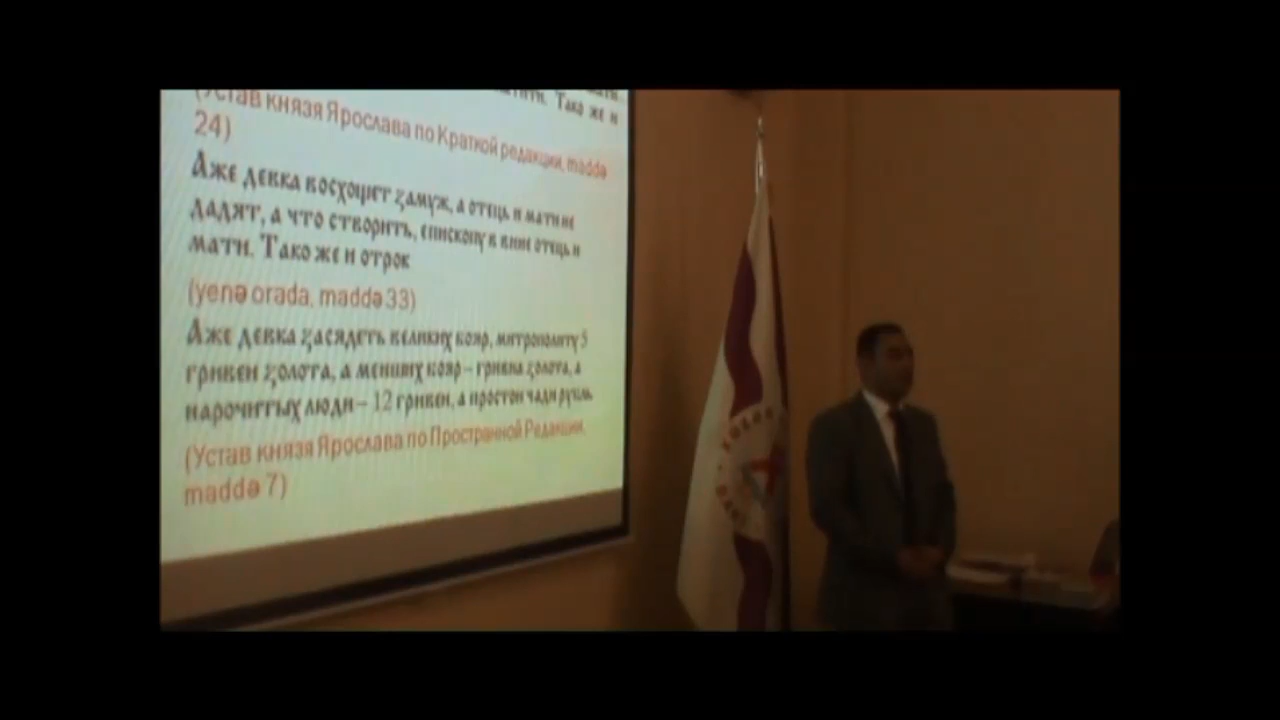 Тако же и
(Устав князя Ярослава по Краткой редакции, maddə
24)
Аже девка восхощет замуж, а отець и мати не
дадят, а что створить, епископу в вине отець и
мати. Тако же и отрок
(yenə orada, maddə 33)
Аже девка засядеть великих бояр, митрополиту 5
гривен золота, а менших бояр – гривна золота, а
нарочитых люди – 12 гривен, а простои чади рубль
(Устав князя Ярослава по Пространной Редакции,
maddə 7)